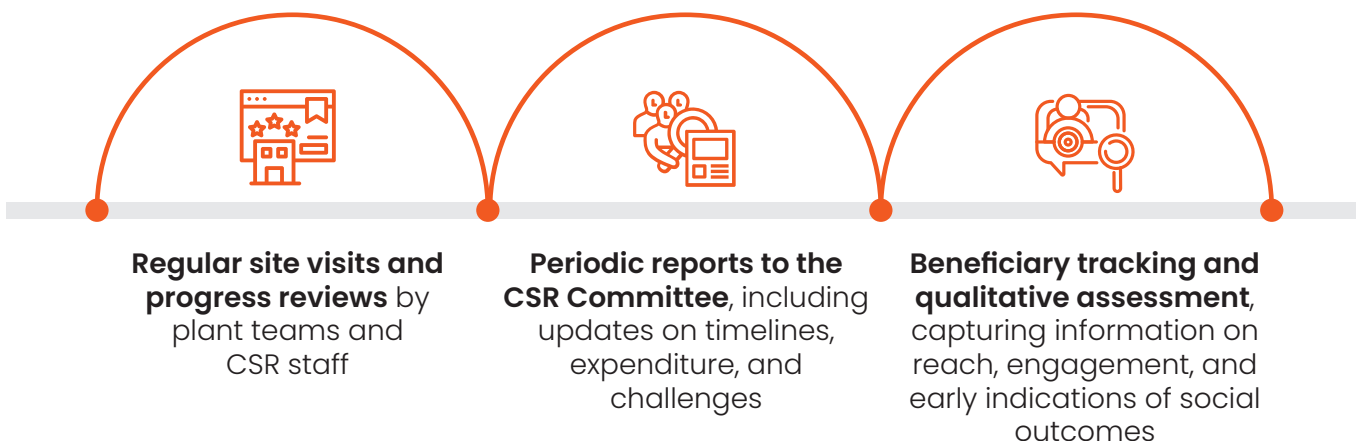 Regular site visits and
progress reviews by
plant teams and
CSR staff
Periodic reports to the
CSR Committee, including
updates on timelines,
expenditure, and
challenges
Beneficiary tracking and
qualitative assessment,
capturing information on
reach, engagement, and
early indications of social
outcomes